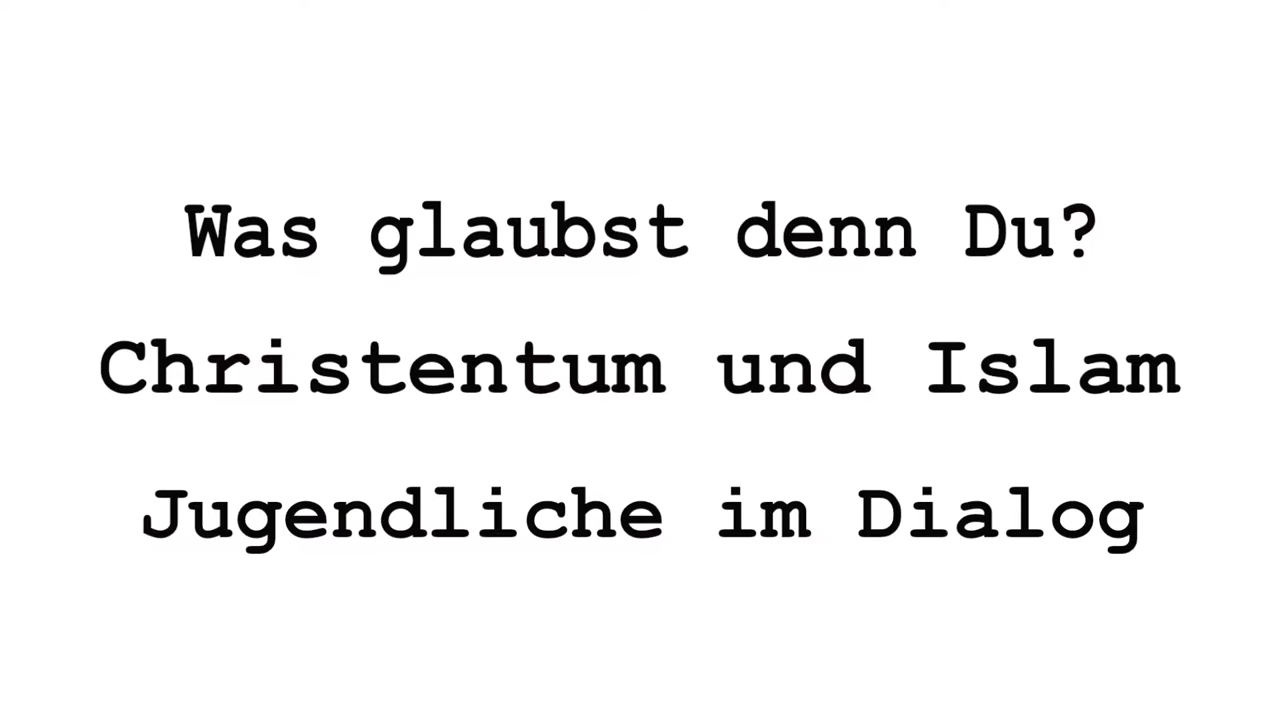 Was glaubst denn Du?
Christentum und Islam
Jugendliche im Dialog